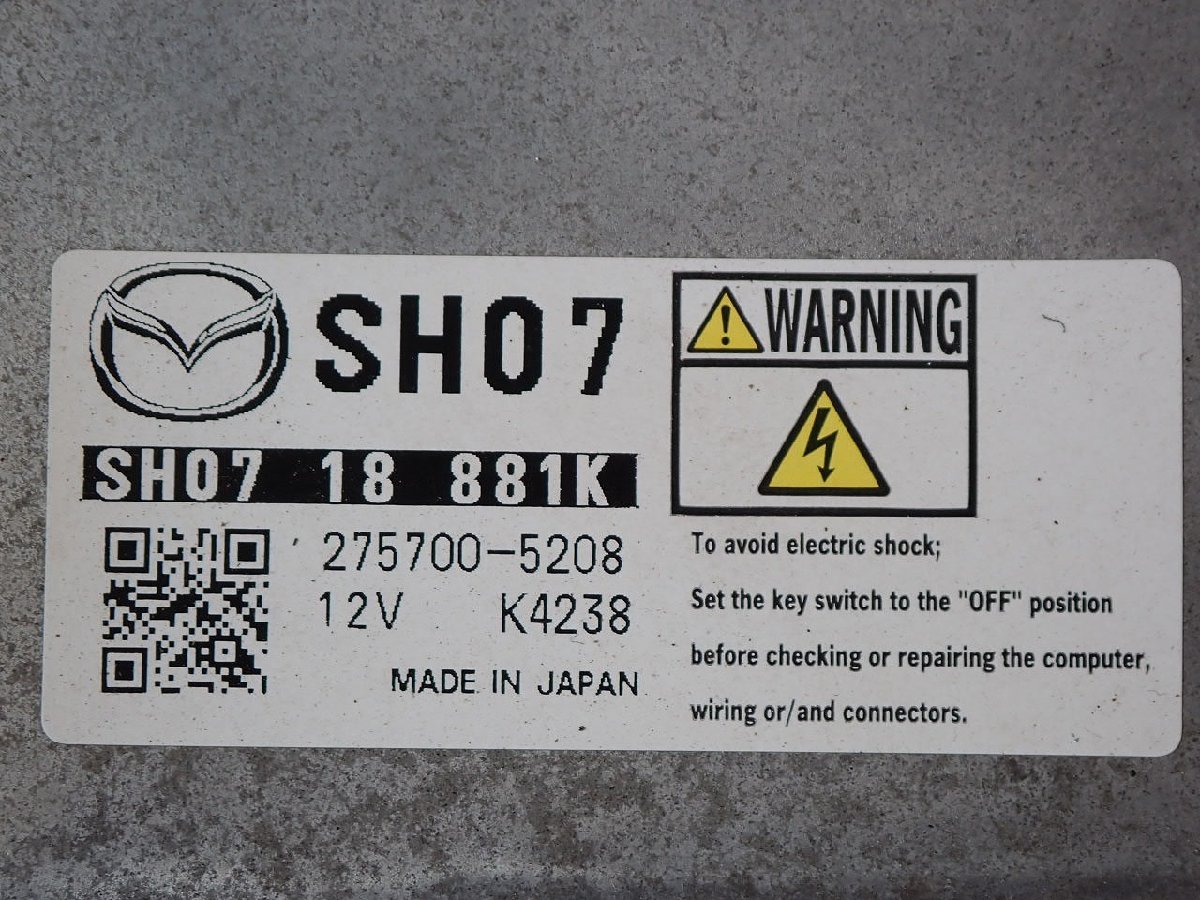 SH07
SH07 18 881K
275700-5208
12V K4238
MADE IN JAPAN
WARNING
To avoid electric shock;
Set the key switch to the "OFF" position
before checking or repairing the computer,
wiring or/and connectors.